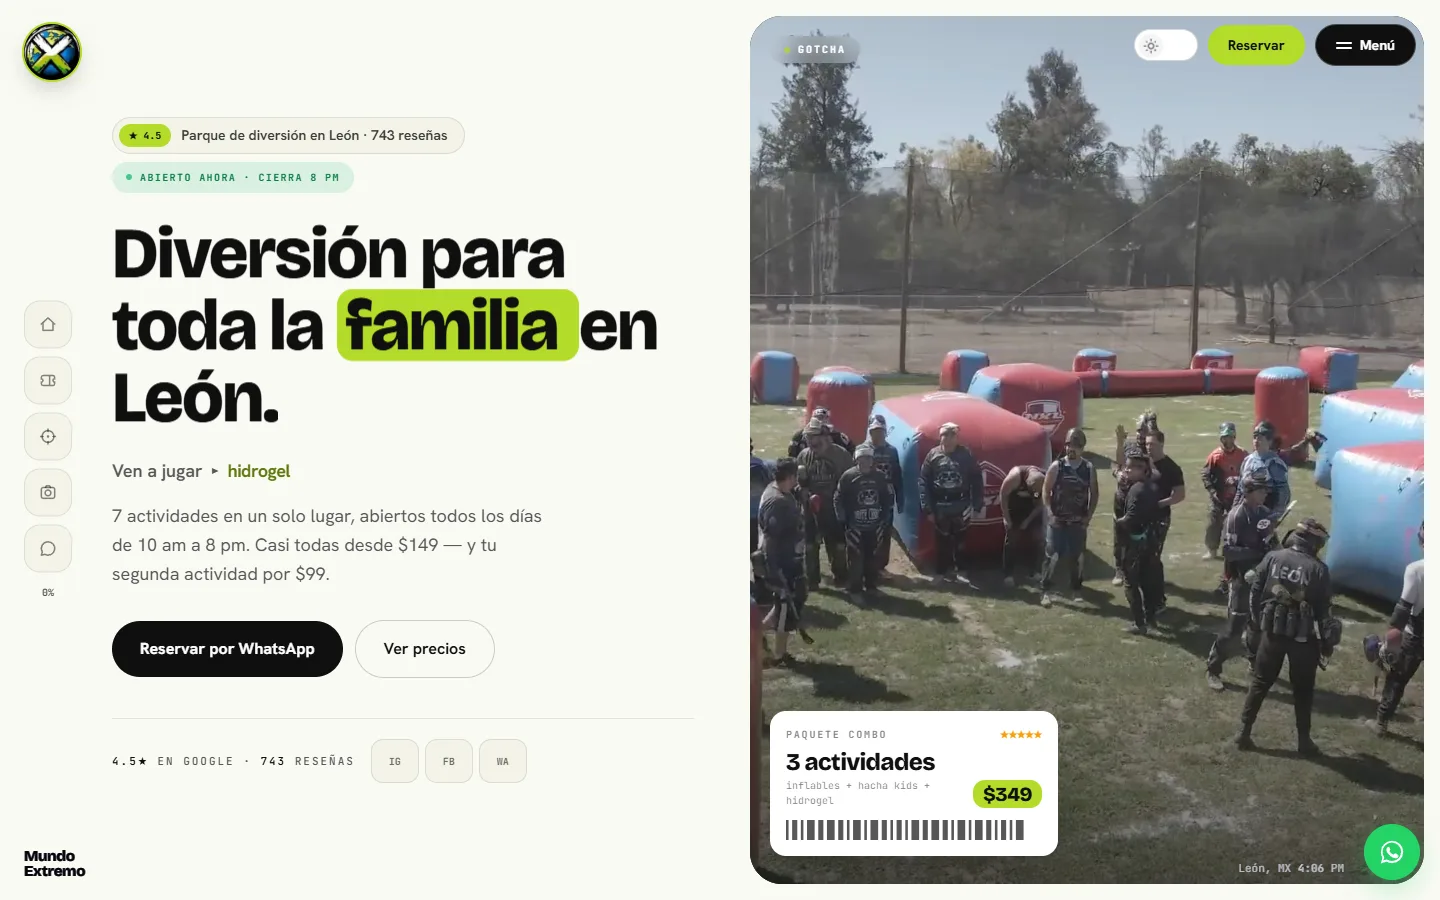 ★ 4.5 Parque de diversión en León · 743 reseñas
ABIERTO AHORA · CIERRA 8 PM
Diversión para
toda la familia en
León.
Ven a jugar ▸ hidrogel
7 actividades en un solo lugar, abiertos todos los días
de 10 am a 8 pm. Casi todas desde $149 — y tu
segunda actividad por $99.
Reservar por WhatsApp
Ver precios
4.5★ EN GOOGLE · 743 RESEÑAS
IG
FB
WA
0%
Mundo
Extremo
GOTCHA
Reservar
Menú
NXL
LEÓN
PAQUETE COMBO ★★★★★
3 actividades
inflables + hacha kids +
hidrogel
$349
León, MX 4:06 PM